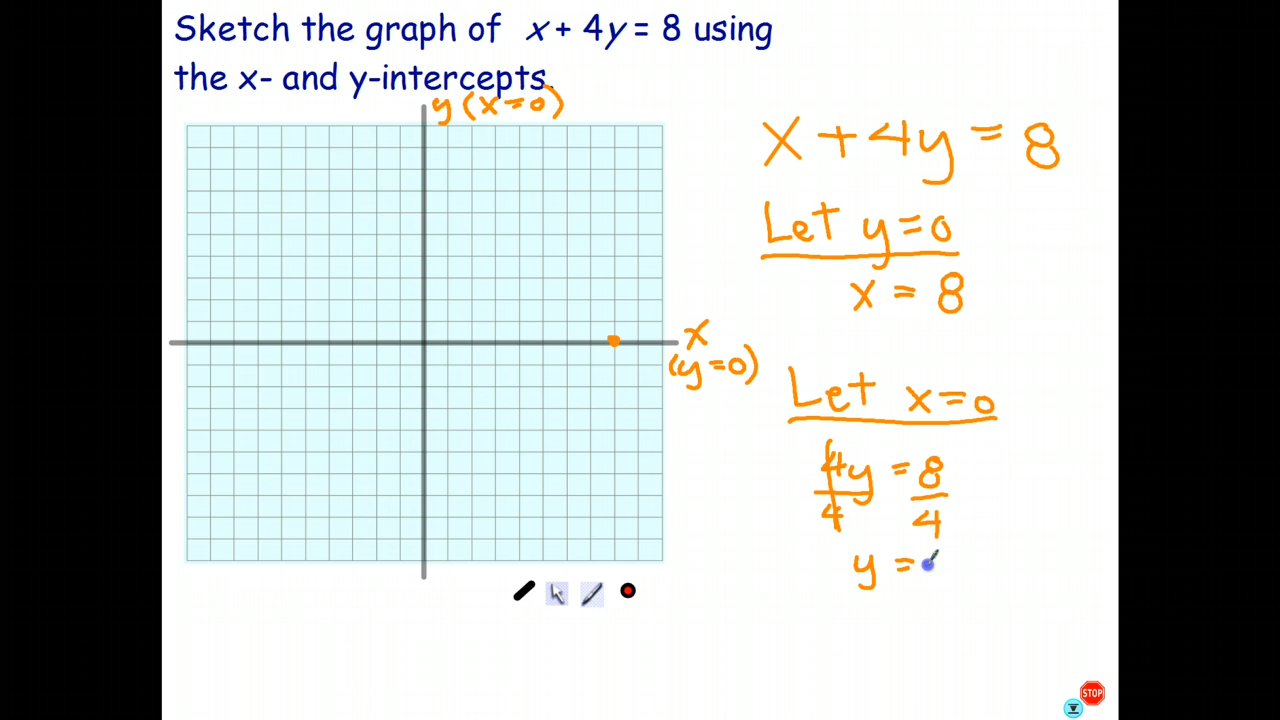 Sketch the graph of x + 4y = 8 using
the x- and y-intercepts.
y (x=0)
x
(y=0)
x + 4y = 8
Let y=0
x = 8
Let x=0
4y = 8
4 4
y =
STOP